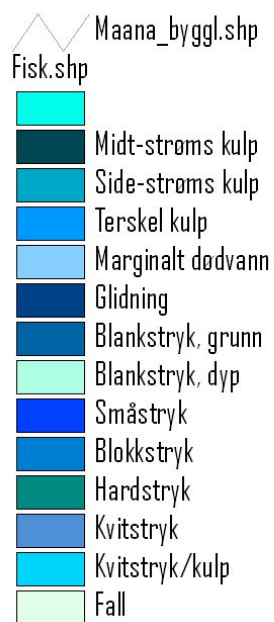 Maana_byggl.shp
Fisk.shp
Midt-strøms kulp
Side-strøms kulp
Terskel kulp
Marginalt dødvann
Glidning
Blankstryk, grunn
Blankstryk, dyp
Småstryk
Blokkstryk
Hardstryk
Kvitstryk
Kvitstryk/kulp
Fall